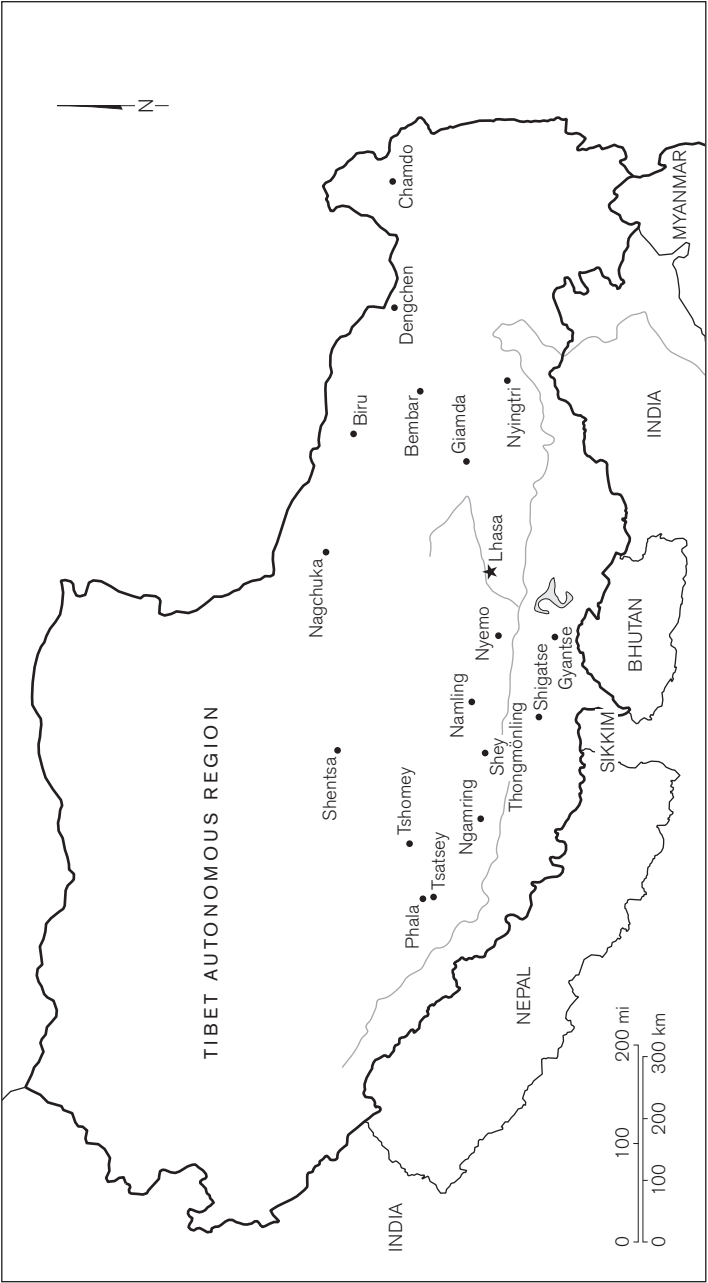 N
Chamdo
Dengchen
Biru
Bembar
Giamda
Nyingtri
MYANMAR
INDIA
Nagchuka
Lhasa
Nyemo
Namling
Shigatse
Gyantse
BHUTAN
SIKKIM
TIBET AUTONOMOUS REGION
Shentsa
Tshomey
Shey
Thongmönling
Ngamring
Tsatsey
Phala
NEPAL
INDIA
0 100 200 mi
0 100 200 300 km